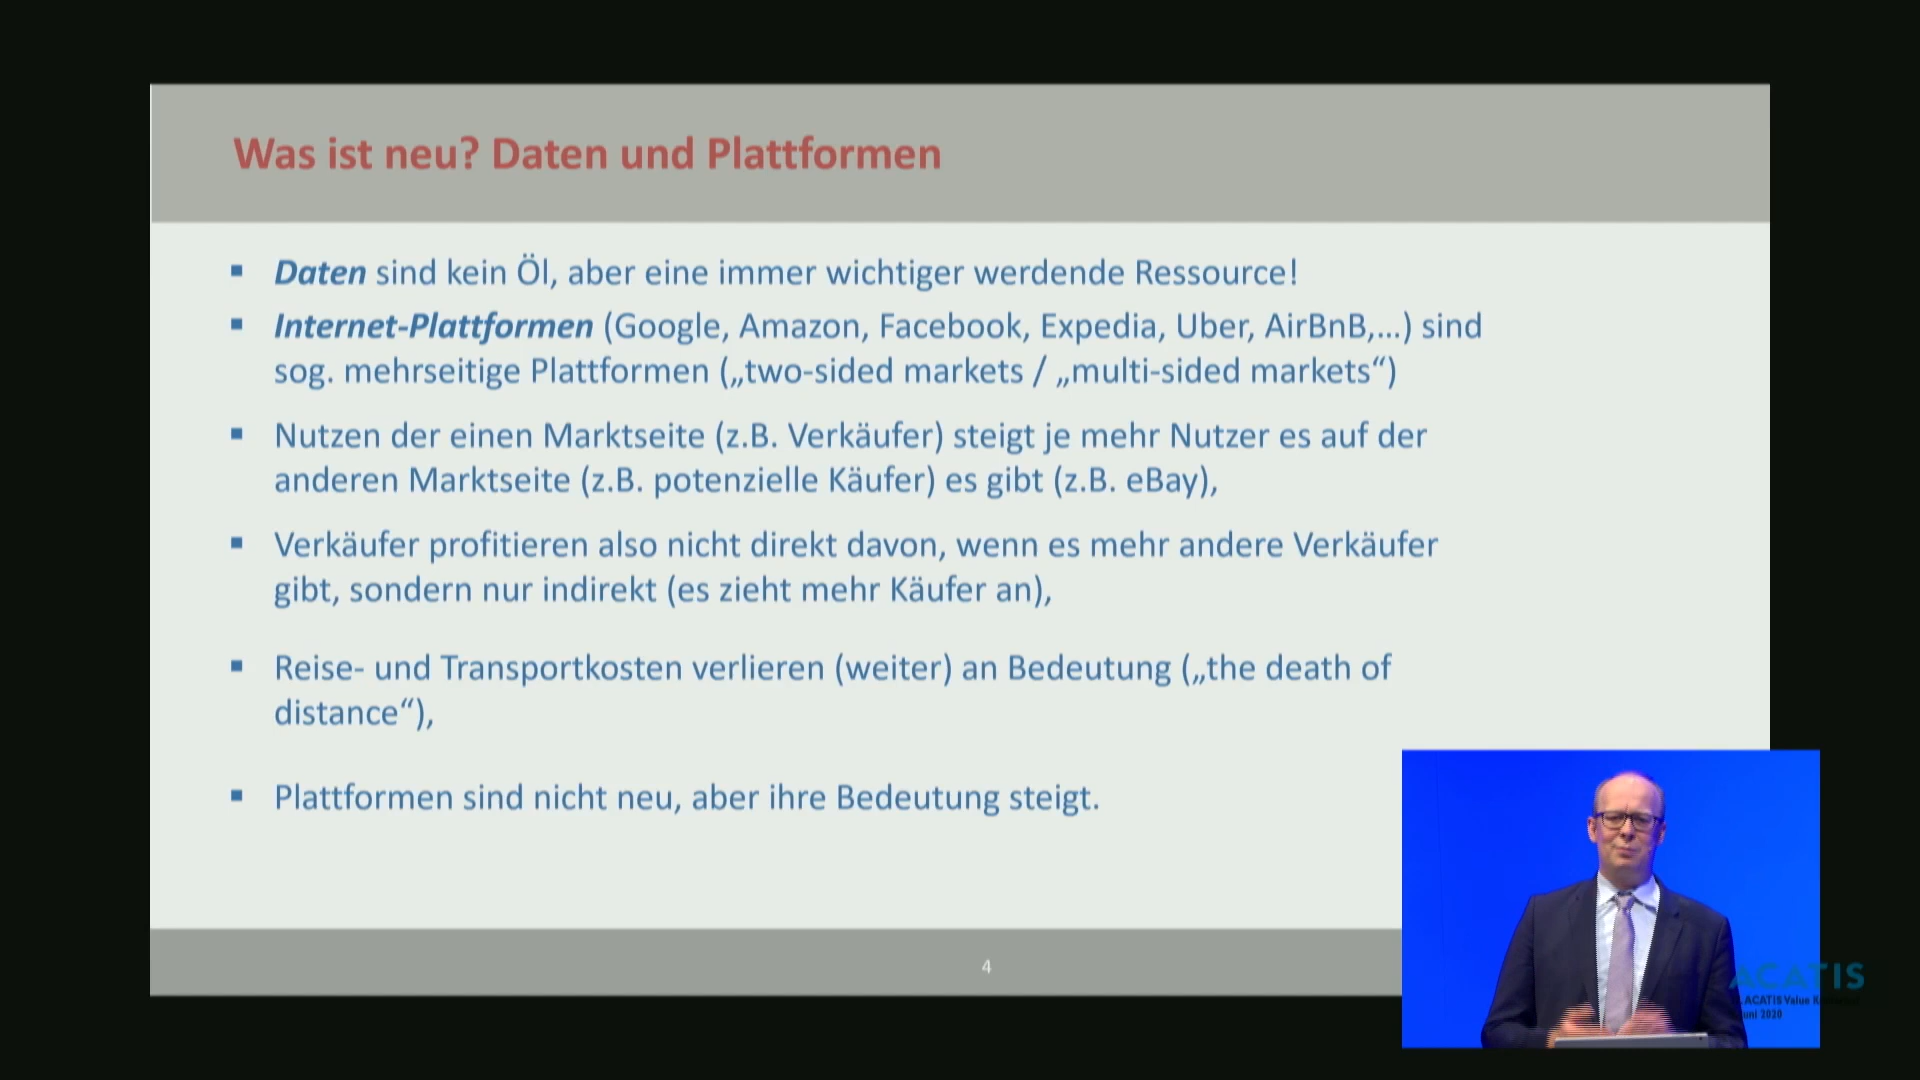 Was ist neu? Daten und Plattformen
▪ Daten sind kein Öl, aber eine immer wichtiger werdende Ressource!
▪ Internet-Plattformen (Google, Amazon, Facebook, Expedia, Uber, AirBnB,...) sind
sog. mehrseitige Plattformen („two-sided markets / „multi-sided markets“)
▪ Nutzen der einen Marktseite (z.B. Verkäufer) steigt je mehr Nutzer es auf der
anderen Marktseite (z.B. potenzielle Käufer) es gibt (z.B. eBay),
▪ Verkäufer profitieren also nicht direkt davon, wenn es mehr andere Verkäufer
gibt, sondern nur indirekt (es zieht mehr Käufer an),
▪ Reise- und Transportkosten verlieren (weiter) an Bedeutung („the death of
distance“),
▪ Plattformen sind nicht neu, aber ihre Bedeutung steigt.
4
ACATIS
ACATIS Value
2020